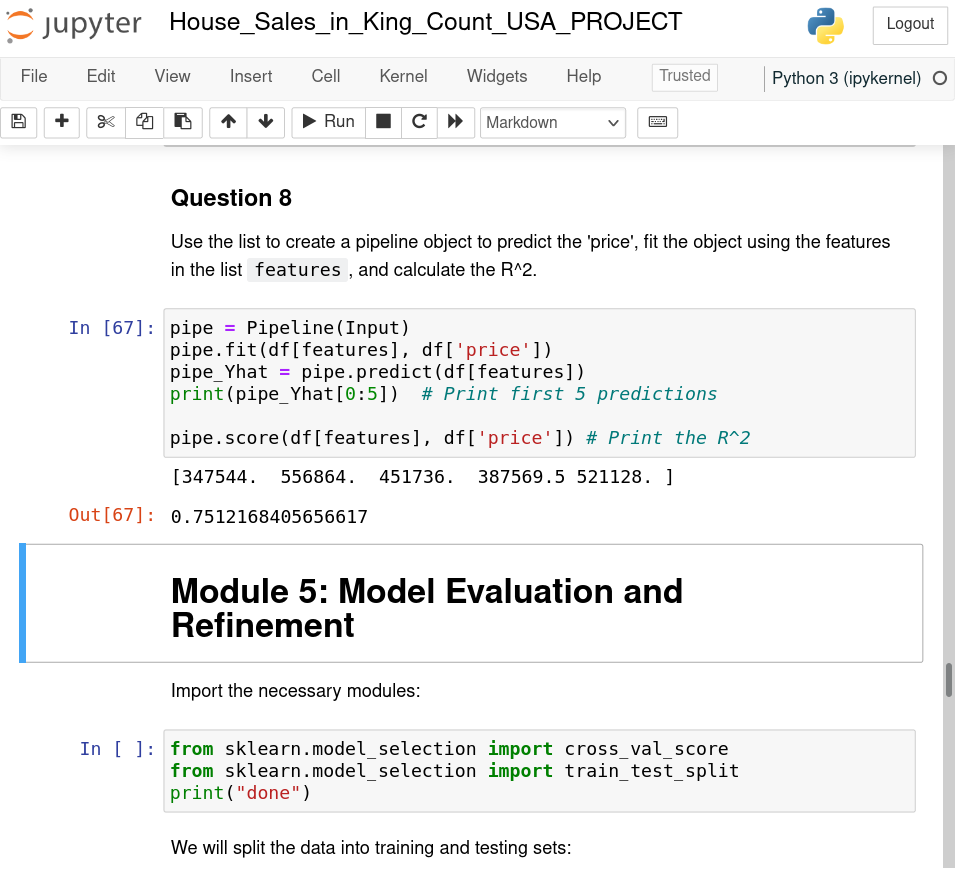 jupyter House_Sales_in_King_Count_USA_PROJECT Logout
File Edit View Insert Cell Kernel Widgets Help Trusted Python 3 (ipykernel)
Run Markdown
Question 8
Use the list to create a pipeline object to predict the 'price', fit the object using the features
in the list features , and calculate the R^2.
In [67]: pipe = Pipeline(Input)
pipe.fit(df[features], df['price'])
pipe_Yhat = pipe.predict(df[features])
print(pipe_Yhat[0:5])  # Print first 5 predictions
pipe.score(df[features], df['price']) # Print the R^2
[347544.  556864.  451736.  387569.5 521128. ]
Out[67]: 0.7512168405656617
Module 5: Model Evaluation and
Refinement
Import the necessary modules:
In [ ]: from sklearn.model_selection import cross_val_score
from sklearn.model_selection import train_test_split
print("done")
We will split the data into training and testing sets: